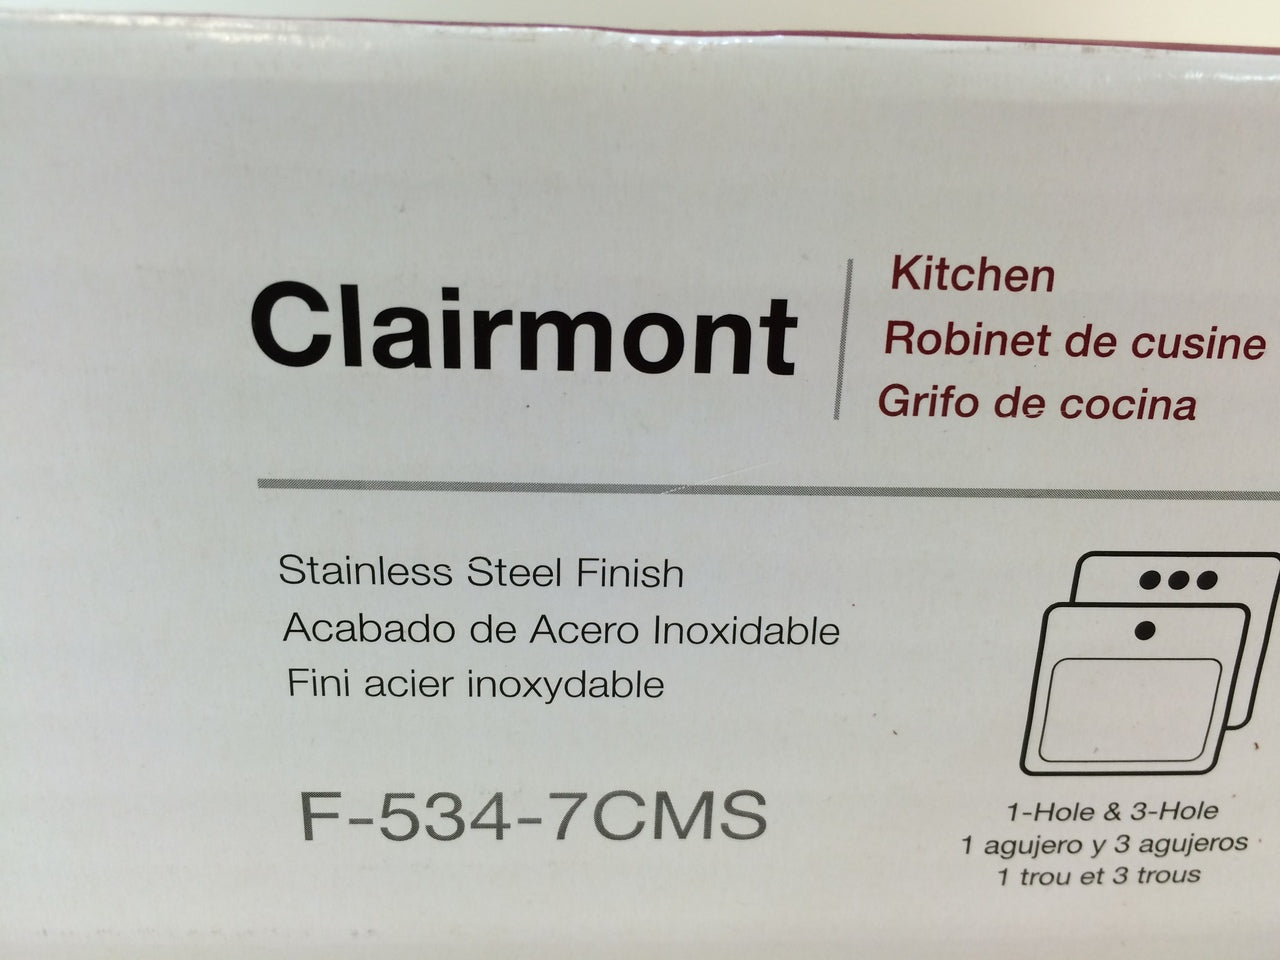 Clairmont
Kitchen
Robinet de cusine
Grifo de cocina
Stainless Steel Finish
Acabado de Acero Inoxidable
Fini acier inoxydable
F-534-7CMS
1-Hole & 3-Hole
1 agujero y 3 agujeros
1 trou et 3 trous